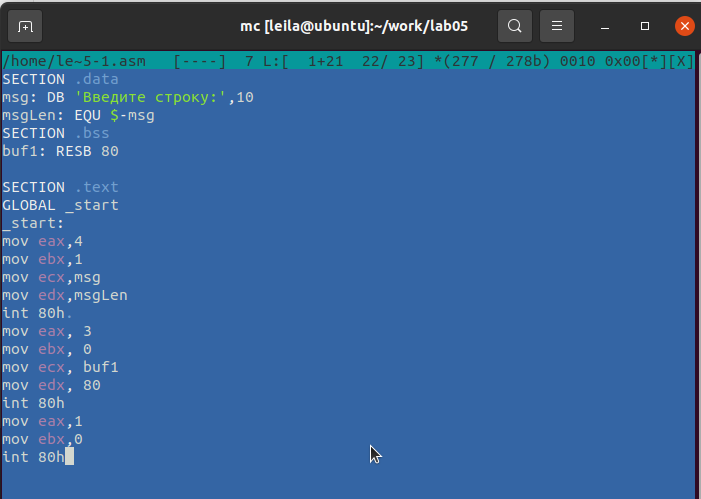 mc [leila@ubuntu]:~/work/lab05
/home/le~5-1.asm   [----]  7 L:[  1+21  22/ 23] *(277 / 278b) 0010 0x00[*][X]
SECTION .data
msg: DB 'Введите строку:',10
msgLen: EQU $-msg
SECTION .bss
buf1: RESB 80

SECTION .text
GLOBAL _start
_start:
mov eax,4
mov ebx,1
mov ecx,msg
mov edx,msgLen
int 80h.
mov eax, 3
mov ebx, 0
mov ecx, buf1
mov edx, 80
int 80h
mov eax,1
mov ebx,0
int 80h